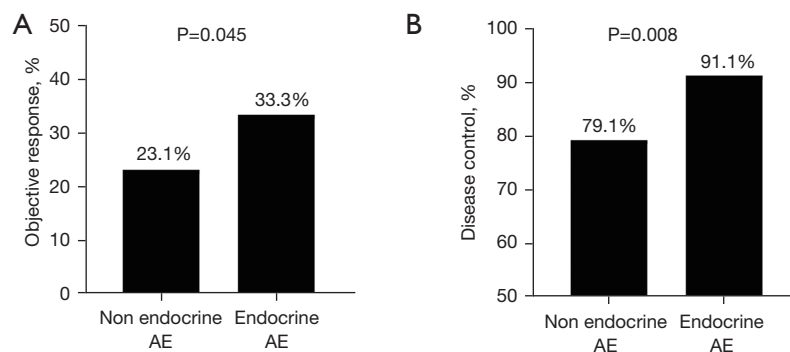 A
Objective response, %
50
40
30
20
10
0
P=0.045
23.1%
33.3%
Non endocrine
AE
Endocrine
AE
B
Disease control, %
100
90
80
70
60
50
P=0.008
79.1%
91.1%
Non endocrine
AE
Endocrine
AE